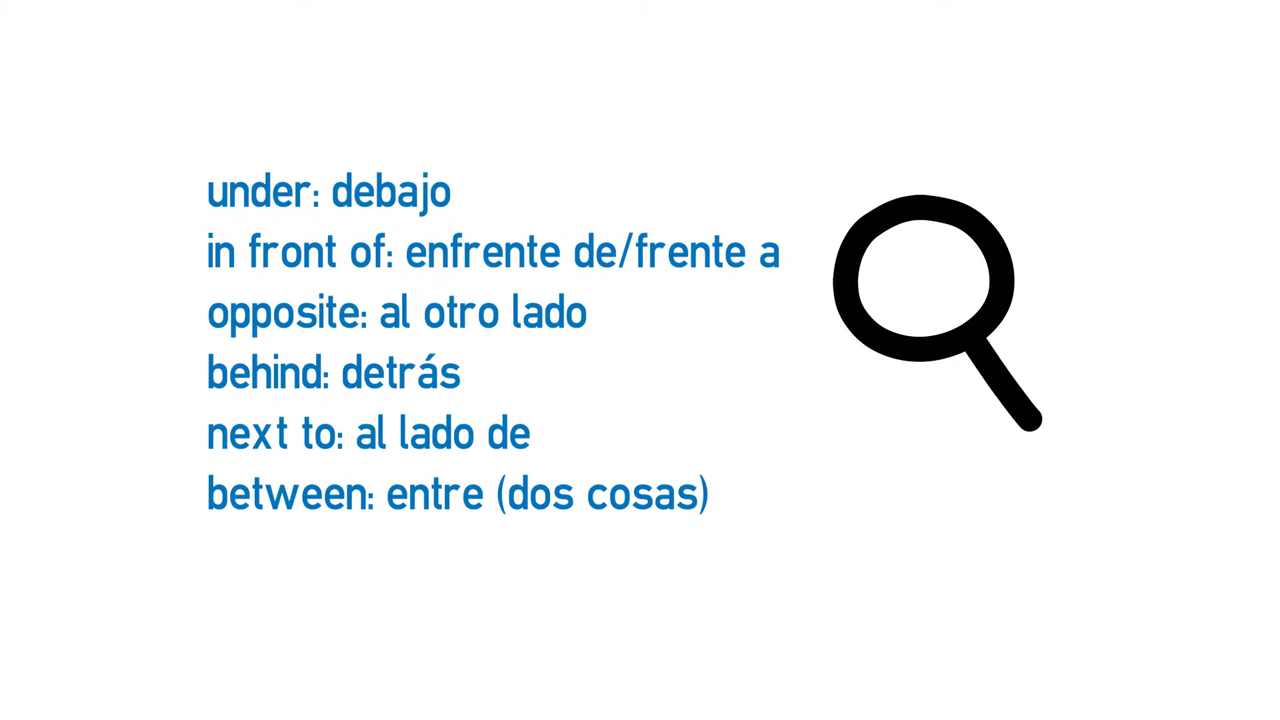 under: debajo
in front of: enfrente de/frente a
opposite: al otro lado
behind: detrás
next to: al lado de
between: entre (dos cosas)